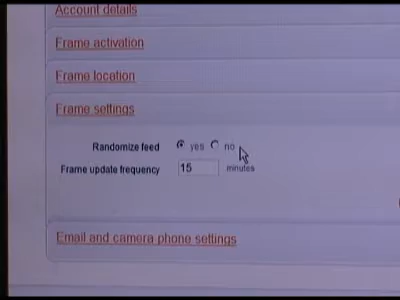 Account details
Frame activation
Frame location
Frame settings
Randomize feed yes no
Frame update frequency 15 minutes
Email and camera phone settings